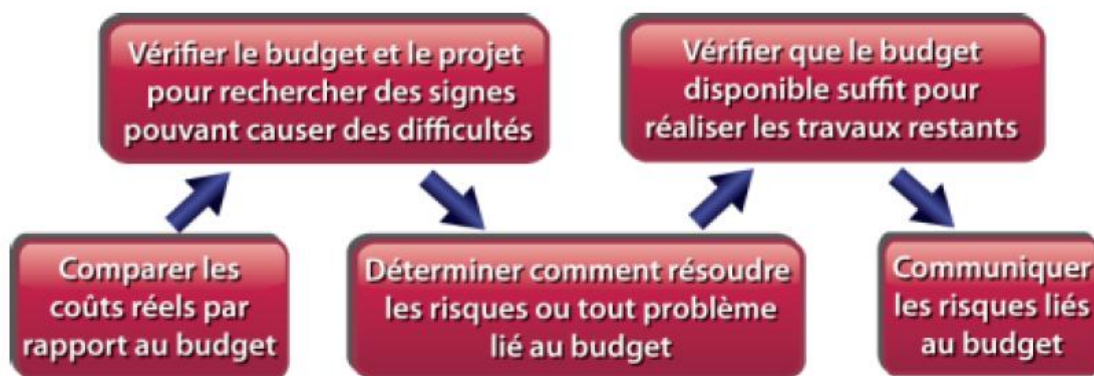 Vérifier le budget et le projet
pour rechercher des signes
pouvant causer des difficultés
Vérifier que le budget
disponible suffit pour
réaliser les travaux restants
Comparer les
coûts réels par
rapport au budget
Déterminer comment résoudre
les risques ou tout problème
lié au budget
Communiquer
les risques liés
au budget